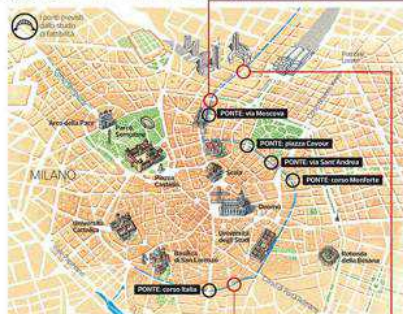 I ponti previsti
dallo studio
di fattibilità
PONTE: via Moscova
Arco della Pace
Parco
Sempione
PONTE: piazza Cavour
PONTE: via Sant'Andrea
MILANO
Piazza
Castello
Scala
PONTE: corso Monforte
Duomo
Università
Cattolica
Università
degli Studi
Basilica
di San Lorenzo
Rotonda
della Besana
PONTE: corso Italia